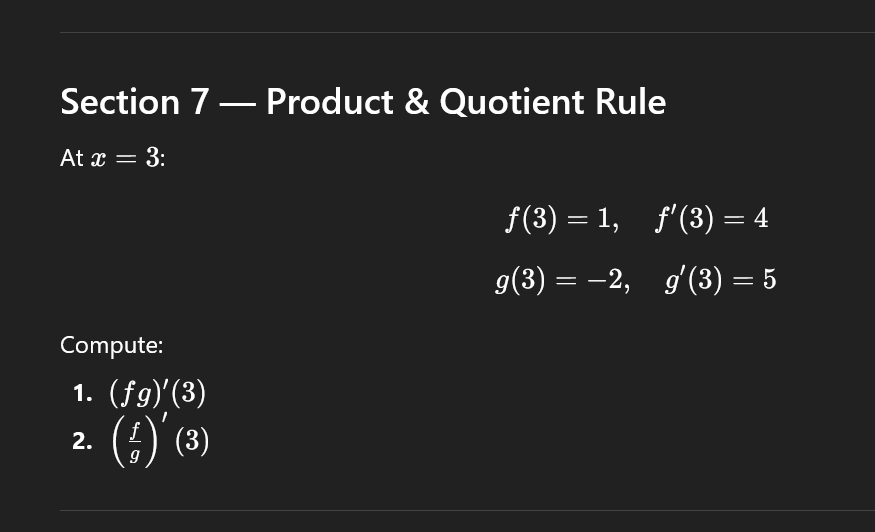 Section 7 — Product & Quotient Rule
At x = 3:
f(3) = 1, f′(3) = 4
g(3) = −2, g′(3) = 5
Compute:
1. (fg)′(3)
2. (f/g)′ (3)